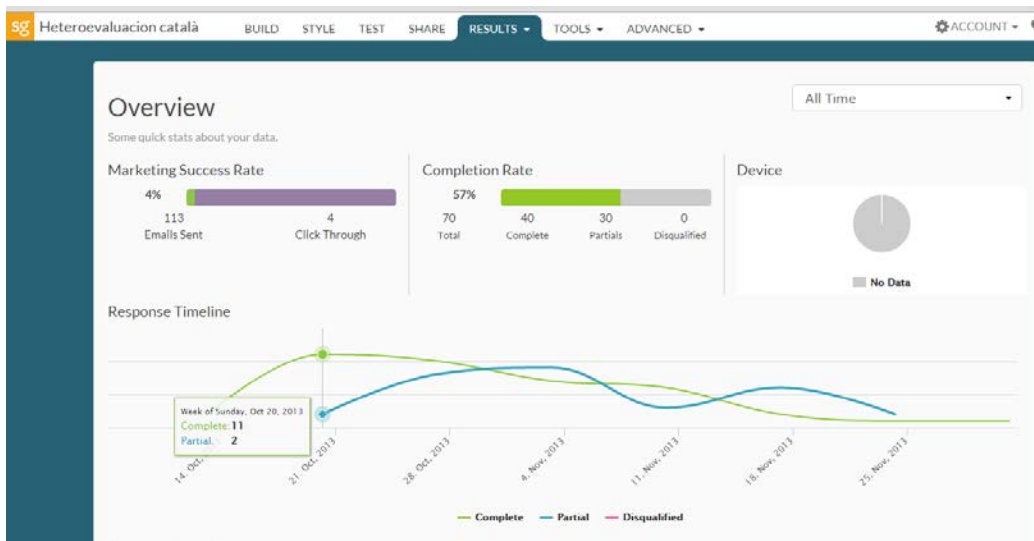 sg Heteroevaluacion català BUILD STYLE TEST SHARE RESULTS TOOLS ADVANCED ACCOUNT
Overview
All Time
Some quick stats about your data.
Marketing Success Rate
4%
113 4
Emails Sent Click Through
Completion Rate
57%
70 40 30 0
Total Complete Partials Disqualified
Device
No Data
Response Timeline
Week of Sunday, Oct 20, 2013
Complete: 11
Partial: 2
14. Oct, 21. Oct, 2013 28. Oct, 2013 4. Nov, 2013 11. Nov, 2013 18. Nov, 2013 25. Nov, 2013
Complete Partial Disqualified